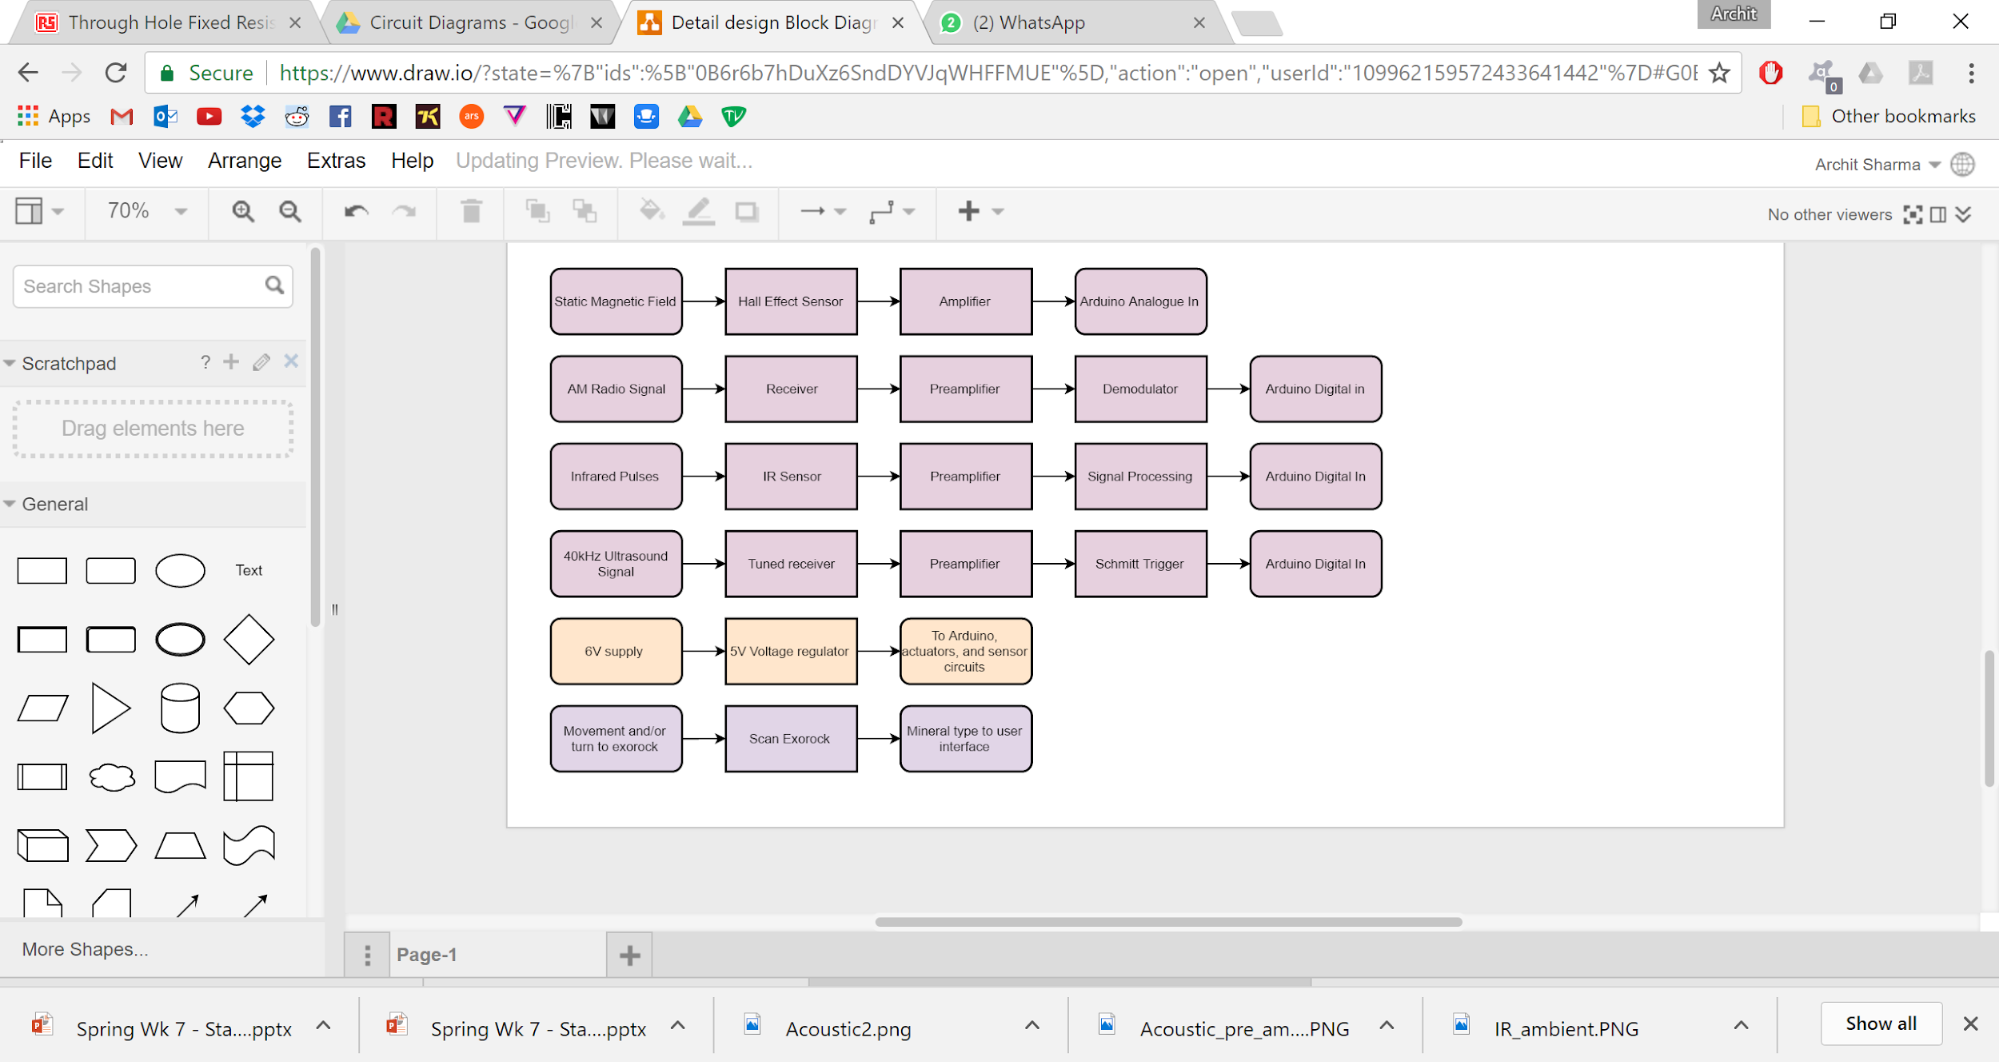 Through Hole Fixed Resis
Circuit Diagrams - Googl
Detail design Block Diagr
2
(2) WhatsApp
Archit
Secure
https://www.draw.io/?state=%7B"ids":%5B"0B6r6b7hDuXz6SndDYVJqWHFFMUE"%5D,"action":"open","userId":"109962159572433641442"%7D#G0E
0
Apps
ars
Other bookmarks
File Edit View Arrange Extras Help Updating Preview. Please wait...
Archit Sharma
70%
No other viewers
Search Shapes
Scratchpad
?
Drag elements here
General
Text
More Shapes...
Static Magnetic Field
Hall Effect Sensor
Amplifier
Arduino Analogue In
AM Radio Signal
Receiver
Preamplifier
Demodulator
Arduino Digital in
Infrared Pulses
IR Sensor
Preamplifier
Signal Processing
Arduino Digital In
40kHz Ultrasound
Signal
Tuned receiver
Preamplifier
Schmitt Trigger
Arduino Digital In
6V supply
5V Voltage regulator
To Arduino,
actuators, and sensor
circuits
Movement and/or
turn to exorock
Scan Exorock
Mineral type to user
interface
Page-1
Spring Wk 7 - Sta....pptx
Spring Wk 7 - Sta....pptx
Acoustic2.png
Acoustic_pre_am....PNG
IR_ambient.PNG
Show all